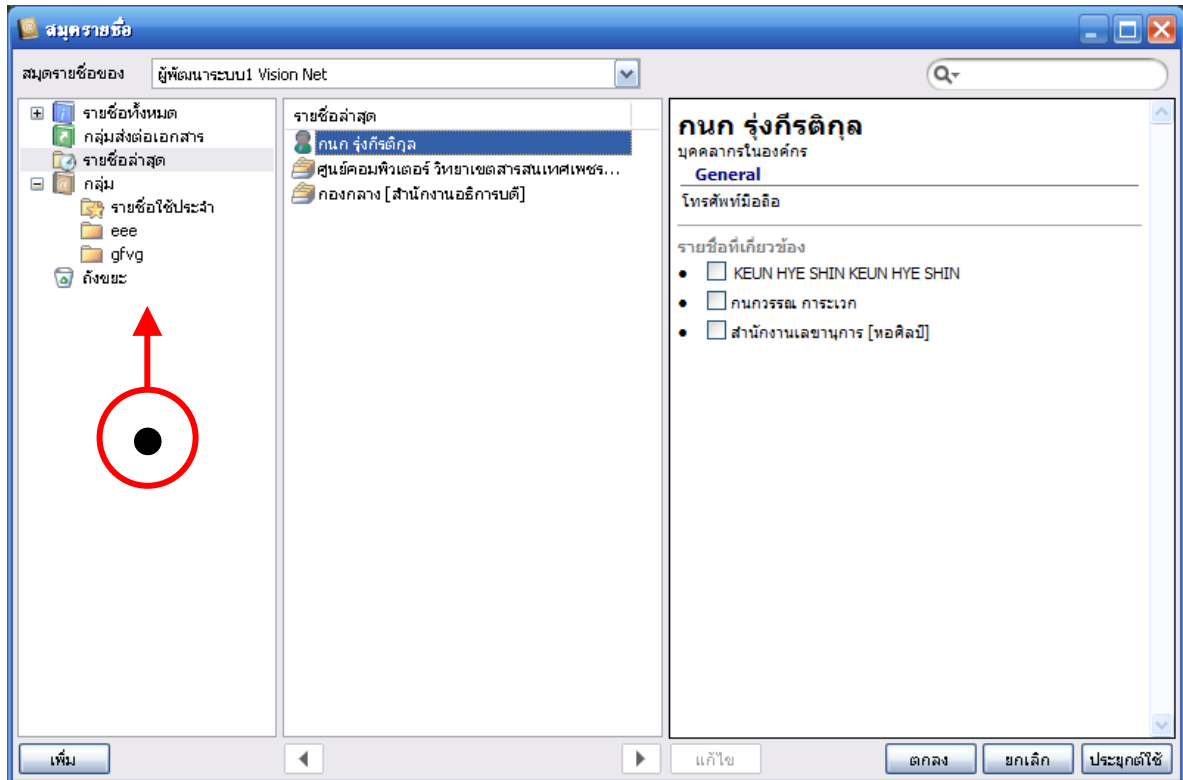 สมุดรายชื่อ
สมุดรายชื่อของ ผู้พัฒนาระบบ1 Vision Net
รายชื่อทั้งหมด
กลุ่มส่งต่อเอกสาร
รายชื่อล่าสุด
กลุ่ม
รายชื่อใช้ประจำ
eee
gfvg
ถังขยะ
รายชื่อล่าสุด
กนก รุ่งกีรติกุล
ศูนย์คอมพิวเตอร์ วิทยาเขตสารสนเทศเพชร...
กองกลาง [สำนักงานอธิการบดี]
กนก รุ่งกีรติกุล
บุคคลากรในองค์กร
General
โทรศัพท์มือถือ
รายชื่อที่เกี่ยวข้อง
• KEUN HYE SHIN KEUN HYE SHIN
• กนกวรรณ การะเวก
• สำนักงานเลขานุการ [หอศิลป์]
เพิ่ม แก้ไข ตกลง ยกเลิก ประยุกต์ใช้